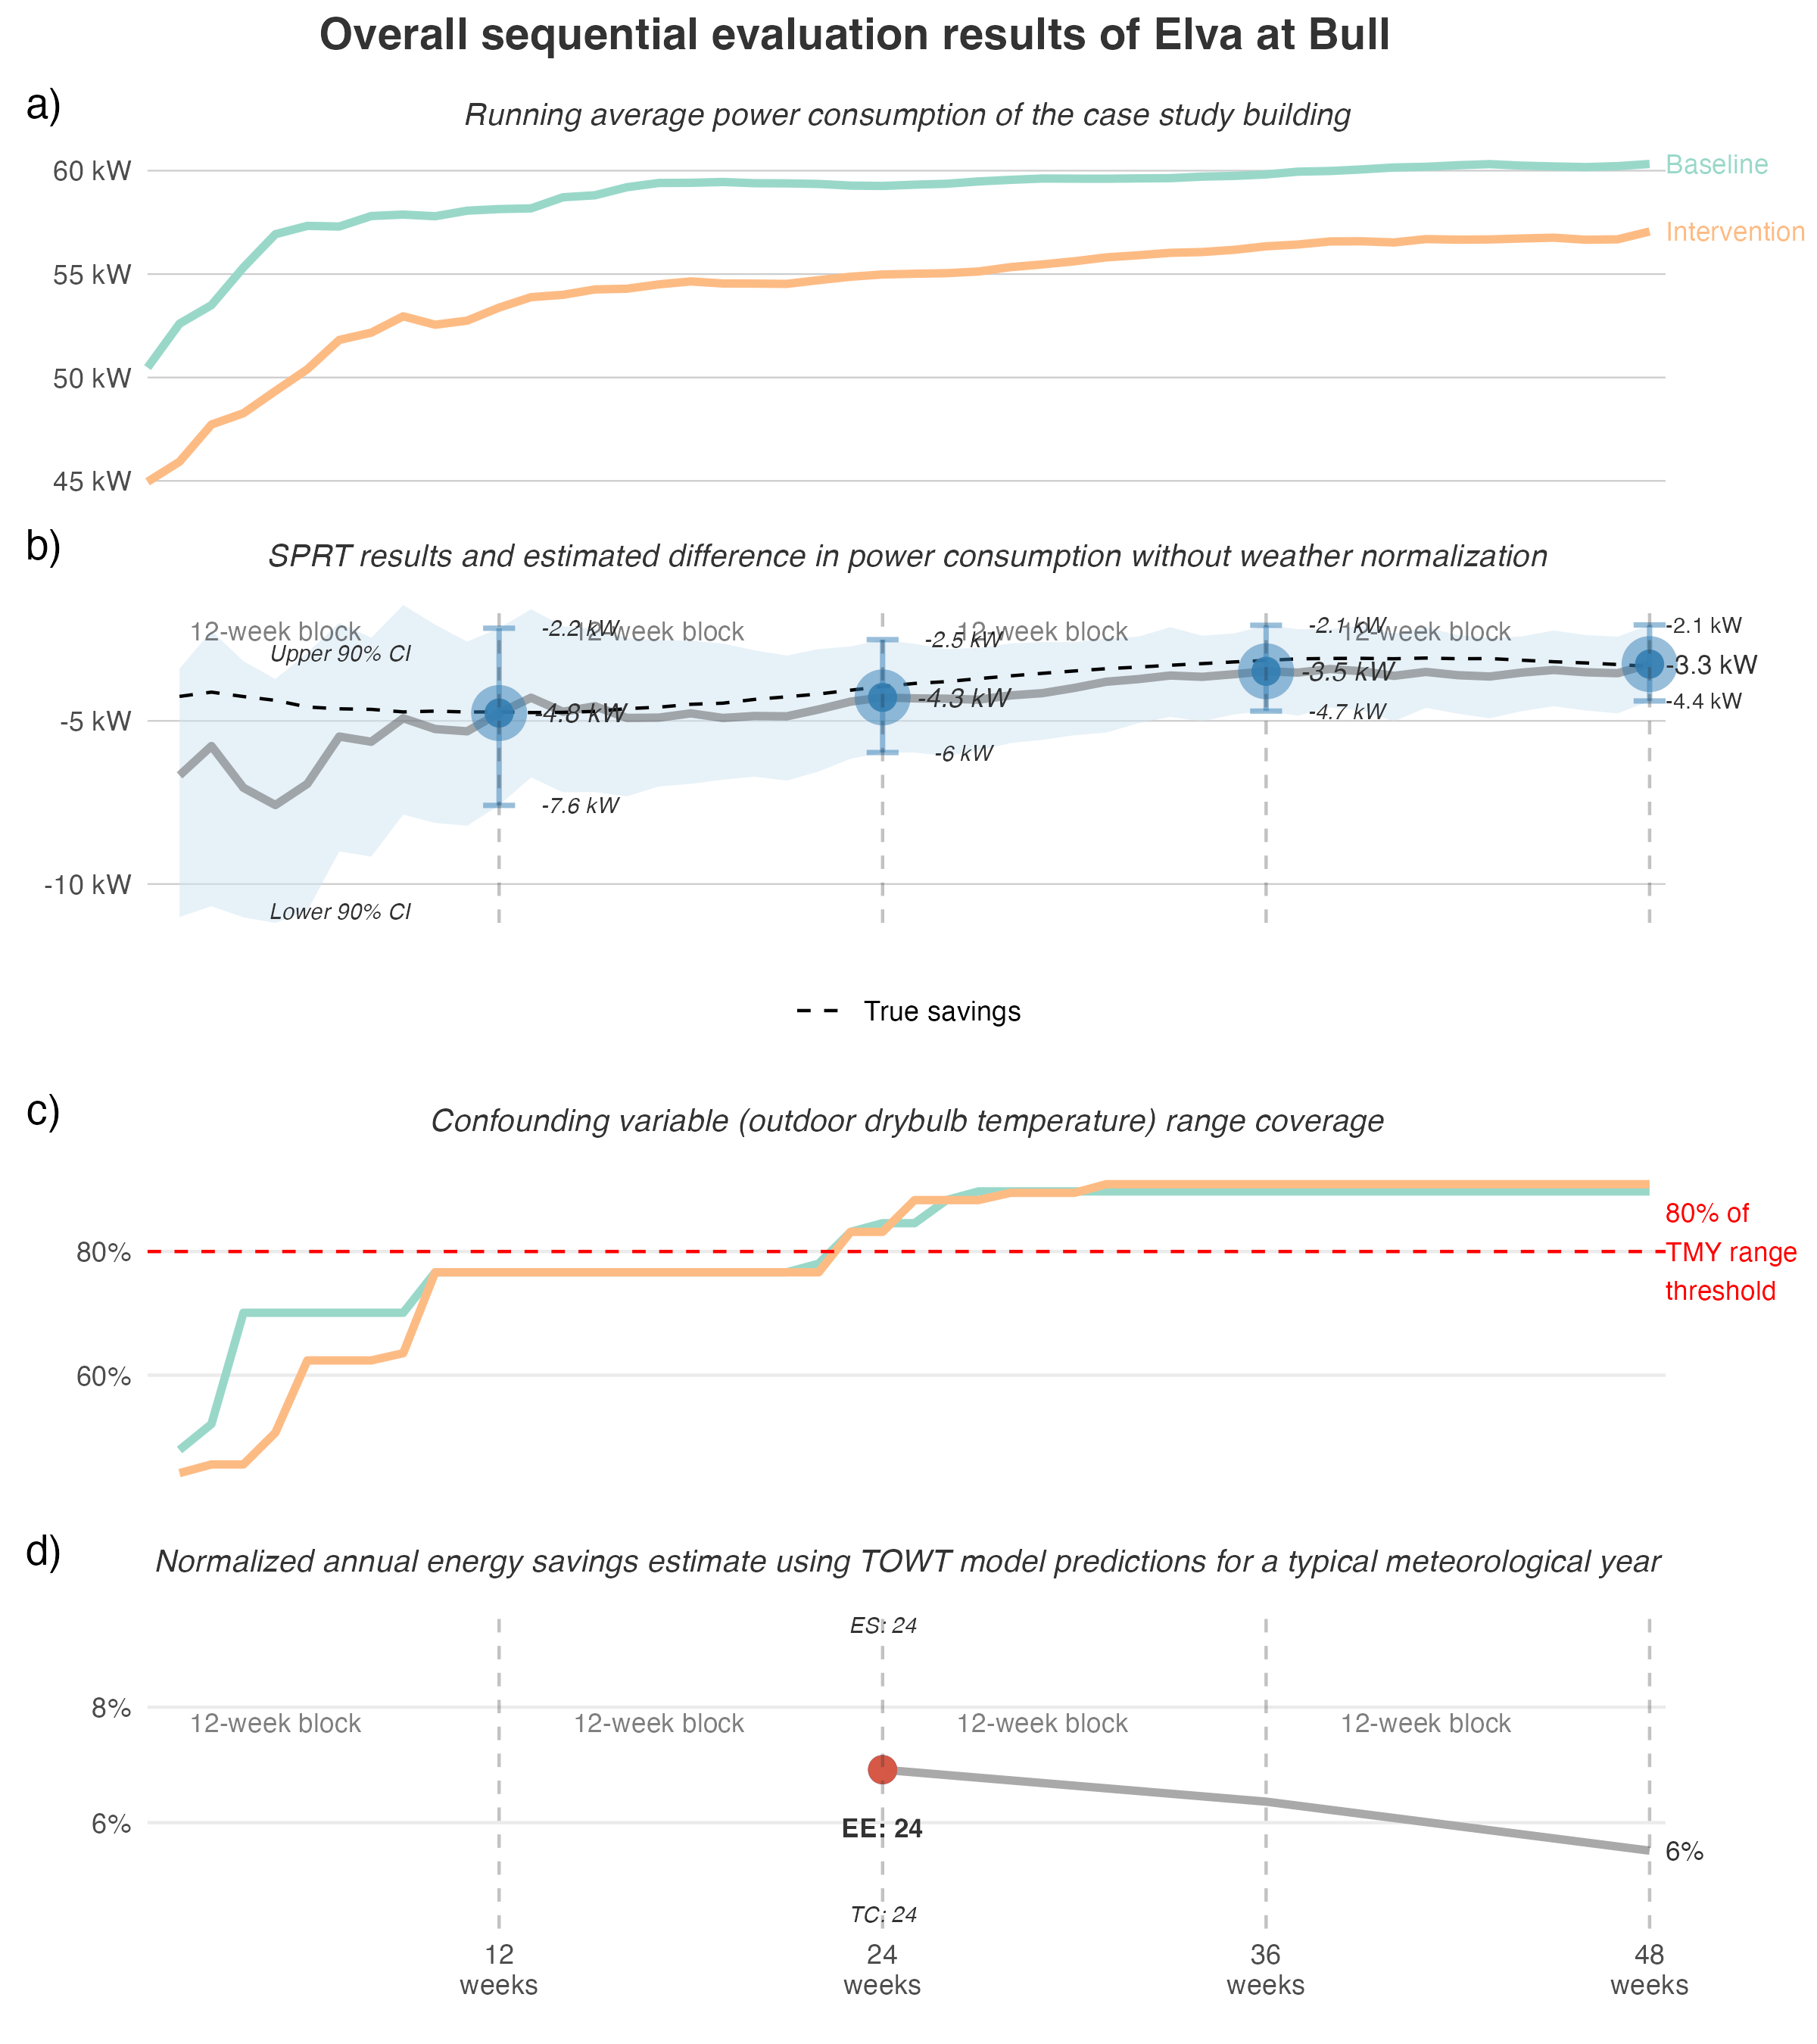 Overall sequential evaluation results of Elva at Bull
a)
Running average power consumption of the case study building
60 kW
55 kW
50 kW
45 kW
Baseline
Intervention
b)
SPRT results and estimated difference in power consumption without weather normalization
12-week block
12-week block
12-week block
12-week block
Upper 90% CI
Lower 90% CI
-5 kW
-10 kW
-2.2 kW
-4.8 kW
-7.6 kW
-2.5 kW
-4.3 kW
-6 kW
-2.1 kW
-3.5 kW
-4.7 kW
-2.1 kW
-3.3 kW
-4.4 kW
True savings
c)
Confounding variable (outdoor drybulb temperature) range coverage
80%
60%
80% of
TMY range
threshold
d)
Normalized annual energy savings estimate using TOWT model predictions for a typical meteorological year
ES: 24
8%
12-week block
12-week block
12-week block
12-week block
6%
EE: 24
6%
TC: 24
12
weeks
24
weeks
36
weeks
48
weeks